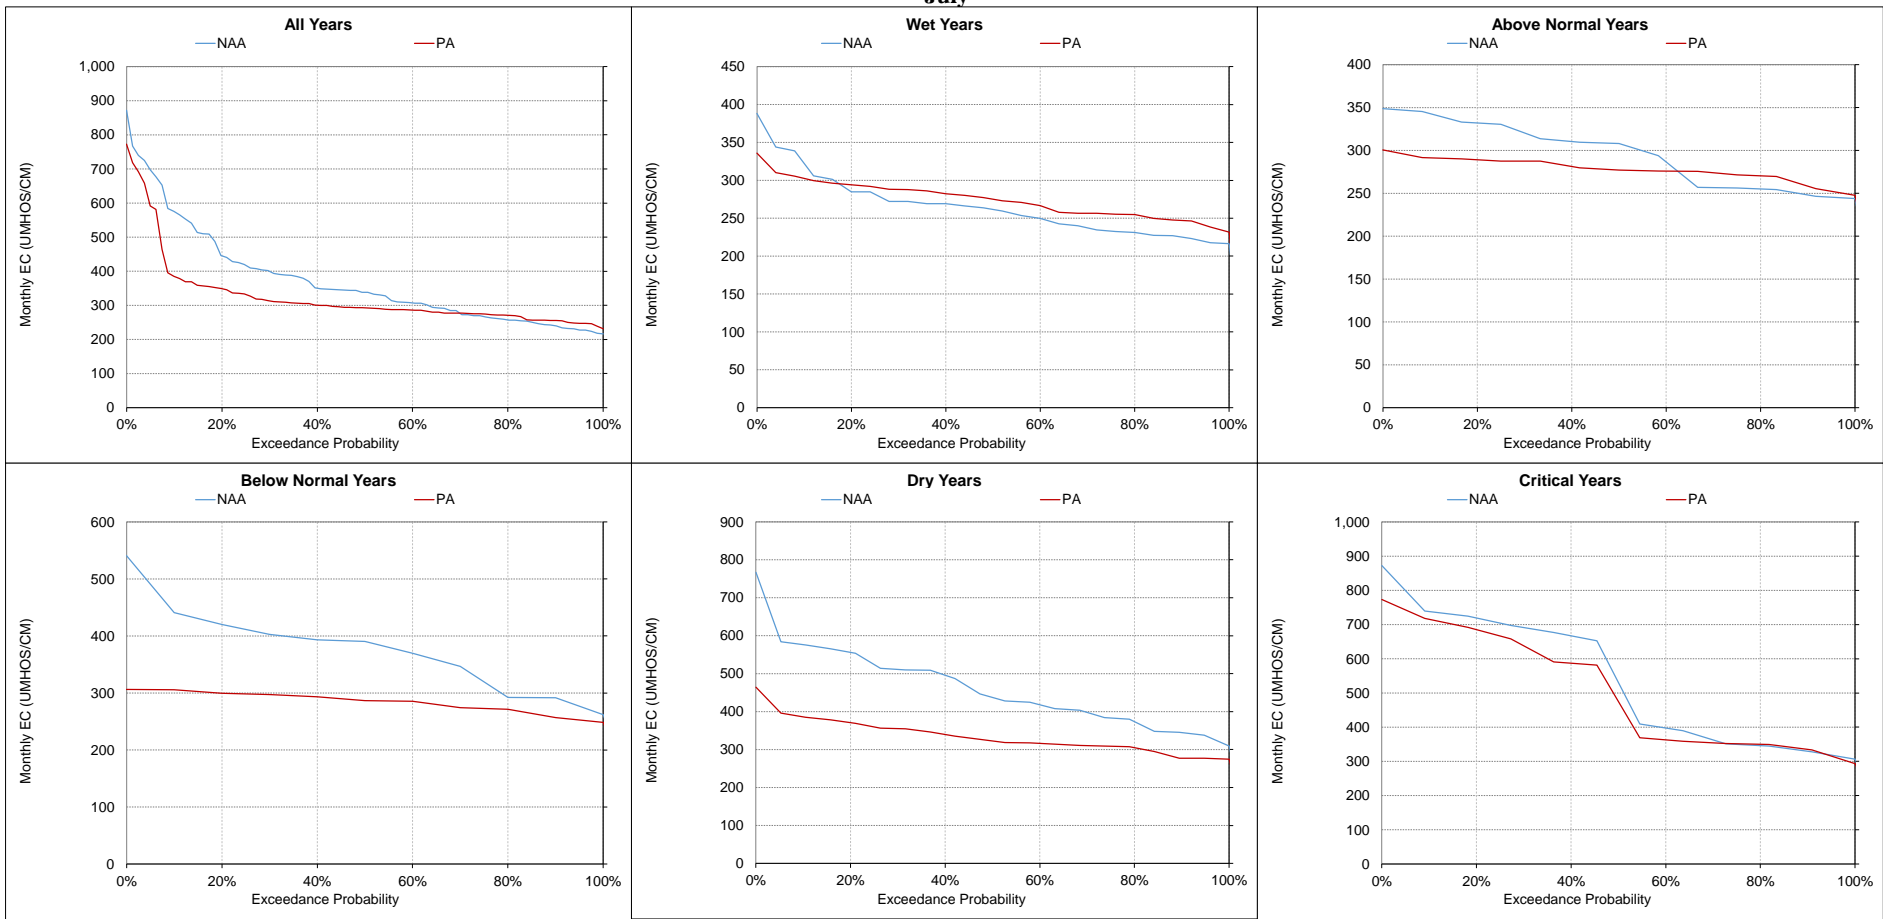 July
All Years
NAA PA
1,000
900
800
700
600
500
400
300
200
100
0
Monthly EC (UMHOS/CM)
0% 20% 40% 60% 80% 100%
Exceedance Probability
Wet Years
NAA PA
450
400
350
300
250
200
150
100
50
0
Monthly EC (UMHOS/CM)
0% 20% 40% 60% 80% 100%
Exceedance Probability
Above Normal Years
NAA PA
400
350
300
250
200
150
100
50
0
Monthly EC (UMHOS/CM)
0% 20% 40% 60% 80% 100%
Exceedance Probability
Below Normal Years
NAA PA
600
500
400
300
200
100
0
Monthly EC (UMHOS/CM)
0% 20% 40% 60% 80% 100%
Exceedance Probability
Dry Years
NAA PA
900
800
700
600
500
400
300
200
100
0
Monthly EC (UMHOS/CM)
0% 20% 40% 60% 80% 100%
Exceedance Probability
Critical Years
NAA PA
1,000
900
800
700
600
500
400
300
200
100
0
Monthly EC (UMHOS/CM)
0% 20% 40% 60% 80% 100%
Exceedance Probability